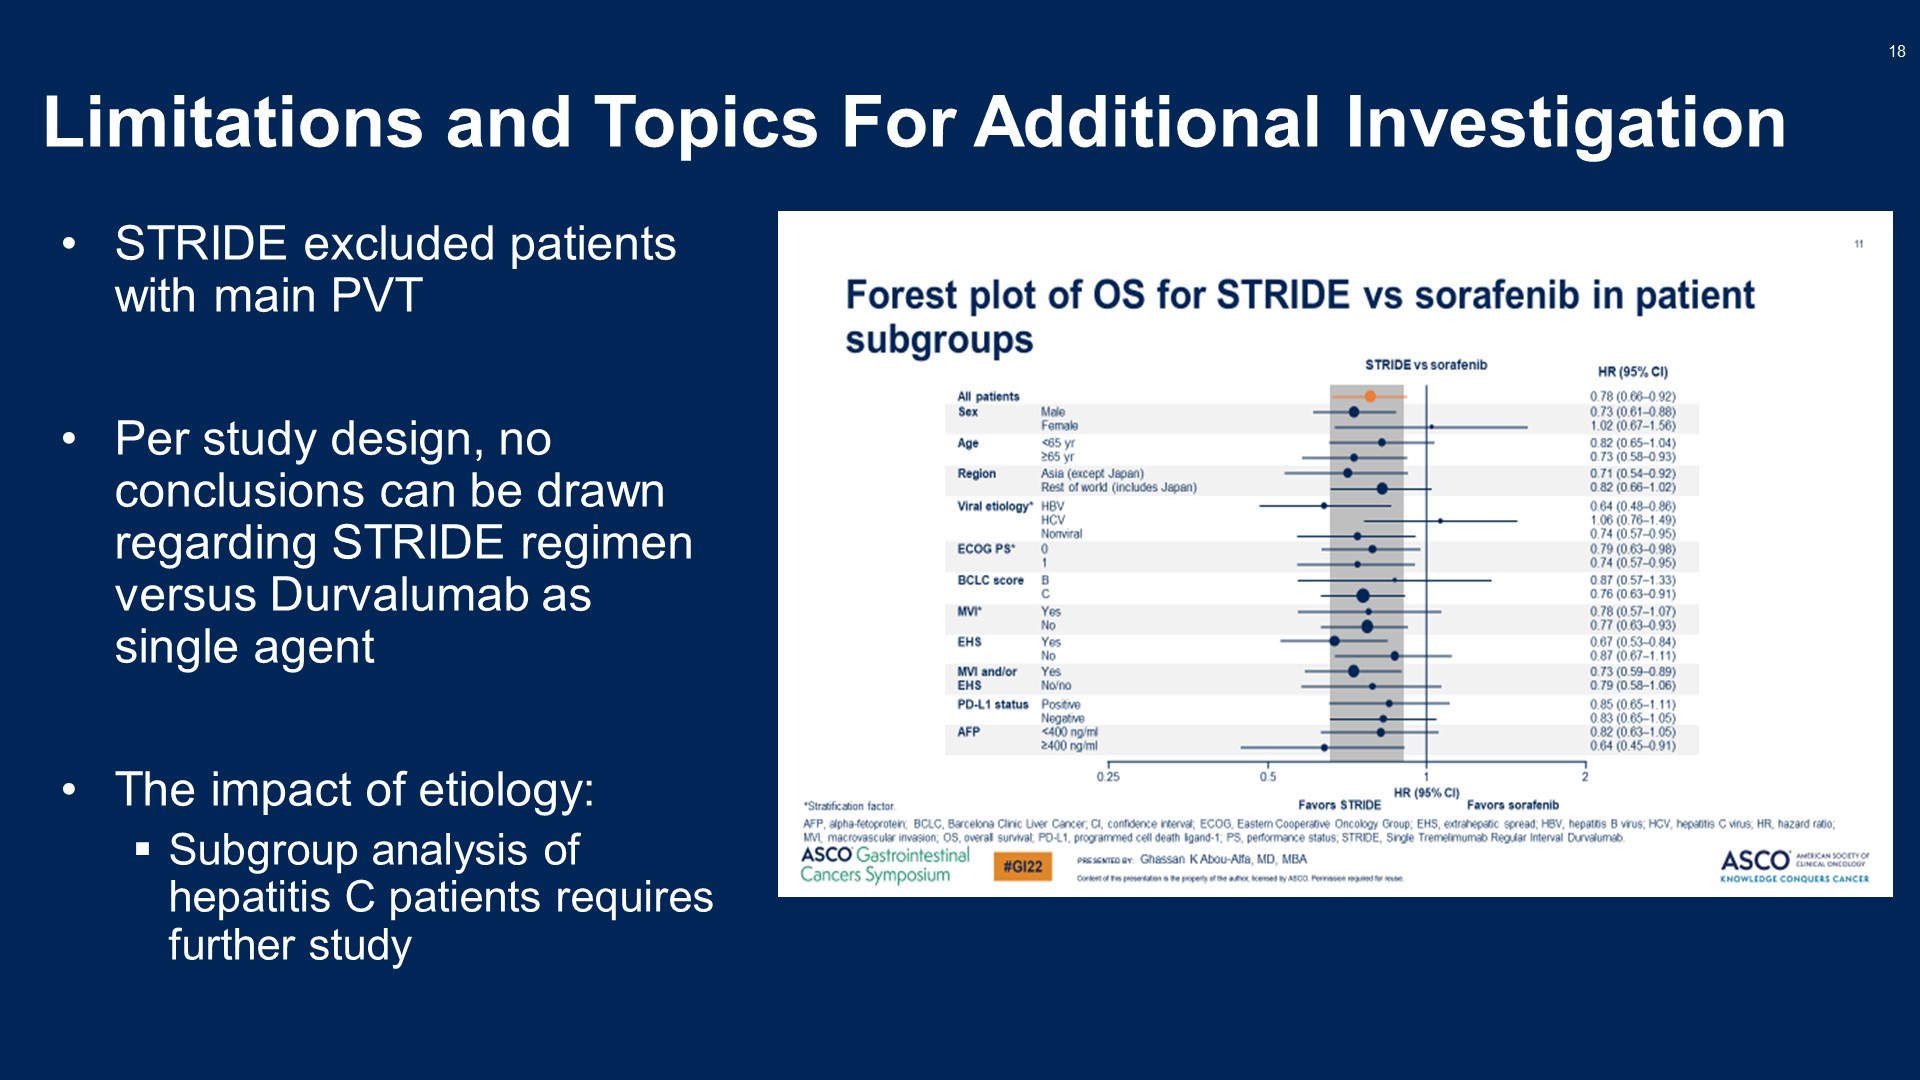 18
Limitations and Topics For Additional Investigation
• STRIDE excluded patients
with main PVT
• Per study design, no
conclusions can be drawn
regarding STRIDE regimen
versus Durvalumab as
single agent
• The impact of etiology:
▪ Subgroup analysis of
hepatitis C patients requires
further study
11
Forest plot of OS for STRIDE vs sorafenib in patient
subgroups
STRIDE vs sorafenib
HR (95% CI)
All patients 0.78 (0.66–0.92)
Sex Male 0.73 (0.61–0.88)
Female 1.02 (0.67–1.56)
Age <65 yr 0.82 (0.65–1.04)
≥65 yr 0.73 (0.58–0.93)
Region Asia (except Japan) 0.71 (0.54–0.92)
Rest of world (includes Japan) 0.82 (0.66–1.02)
Viral etiology* HBV 0.64 (0.48–0.86)
HCV 1.06 (0.76–1.49)
Nonviral 0.74 (0.57–0.95)
ECOG PS* 0 0.79 (0.63–0.98)
1 0.74 (0.57–0.95)
BCLC score B 0.87 (0.57–1.33)
C 0.76 (0.63–0.91)
MVI* Yes 0.78 (0.57–1.07)
No 0.77 (0.63–0.93)
EHS Yes 0.67 (0.53–0.84)
No 0.87 (0.67–1.11)
MVI and/or Yes 0.73 (0.59–0.89)
EHS No/no 0.79 (0.58–1.06)
PD-L1 status Positive 0.85 (0.65–1.11)
Negative 0.83 (0.65–1.05)
AFP <400 ng/ml 0.82 (0.63–1.05)
≥400 ng/ml 0.64 (0.45–0.91)
0.25 0.5 1 2
HR (95% CI)
*Stratification factor.
Favors STRIDE Favors sorafenib
AFP, alpha-fetoprotein; BCLC, Barcelona Clinic Liver Cancer; CI, confidence interval; ECOG, Eastern Cooperative Oncology Group; EHS, extrahepatic spread; HBV, hepatitis B virus; HCV, hepatitis C virus; HR, hazard ratio;
MVI, macrovascular invasion; OS, overall survival; PD-L1, programmed cell death ligand-1; PS, performance status; STRIDE, Single Tremelimumab Regular Interval Durvalumab.
ASCO Gastrointestinal
Cancers Symposium
#GI22
PRESENTED BY: Ghassan K Abou-Alfa, MD, MBA
Content of this presentation is the property of the author, licensed by ASCO. Permission required for reuse.
ASCO AMERICAN SOCIETY OF
CLINICAL ONCOLOGY
KNOWLEDGE CONQUERS CANCER